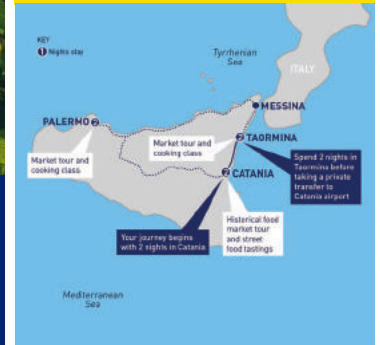 KEY
1 Nights stay
Tyrrhenian
Sea
ITALY
MESSINA
PALERMO 2
TAORMINA
2
Market tour and
cooking class
Market tour and
cooking class
Spend 2 nights in
Taormina before
taking a private
transfer to
Catania airport
2 CATANIA
Your journey begins
with 2 nights in Catania
Historical food
market tour
and street
food tastings
Mediterranean
Sea